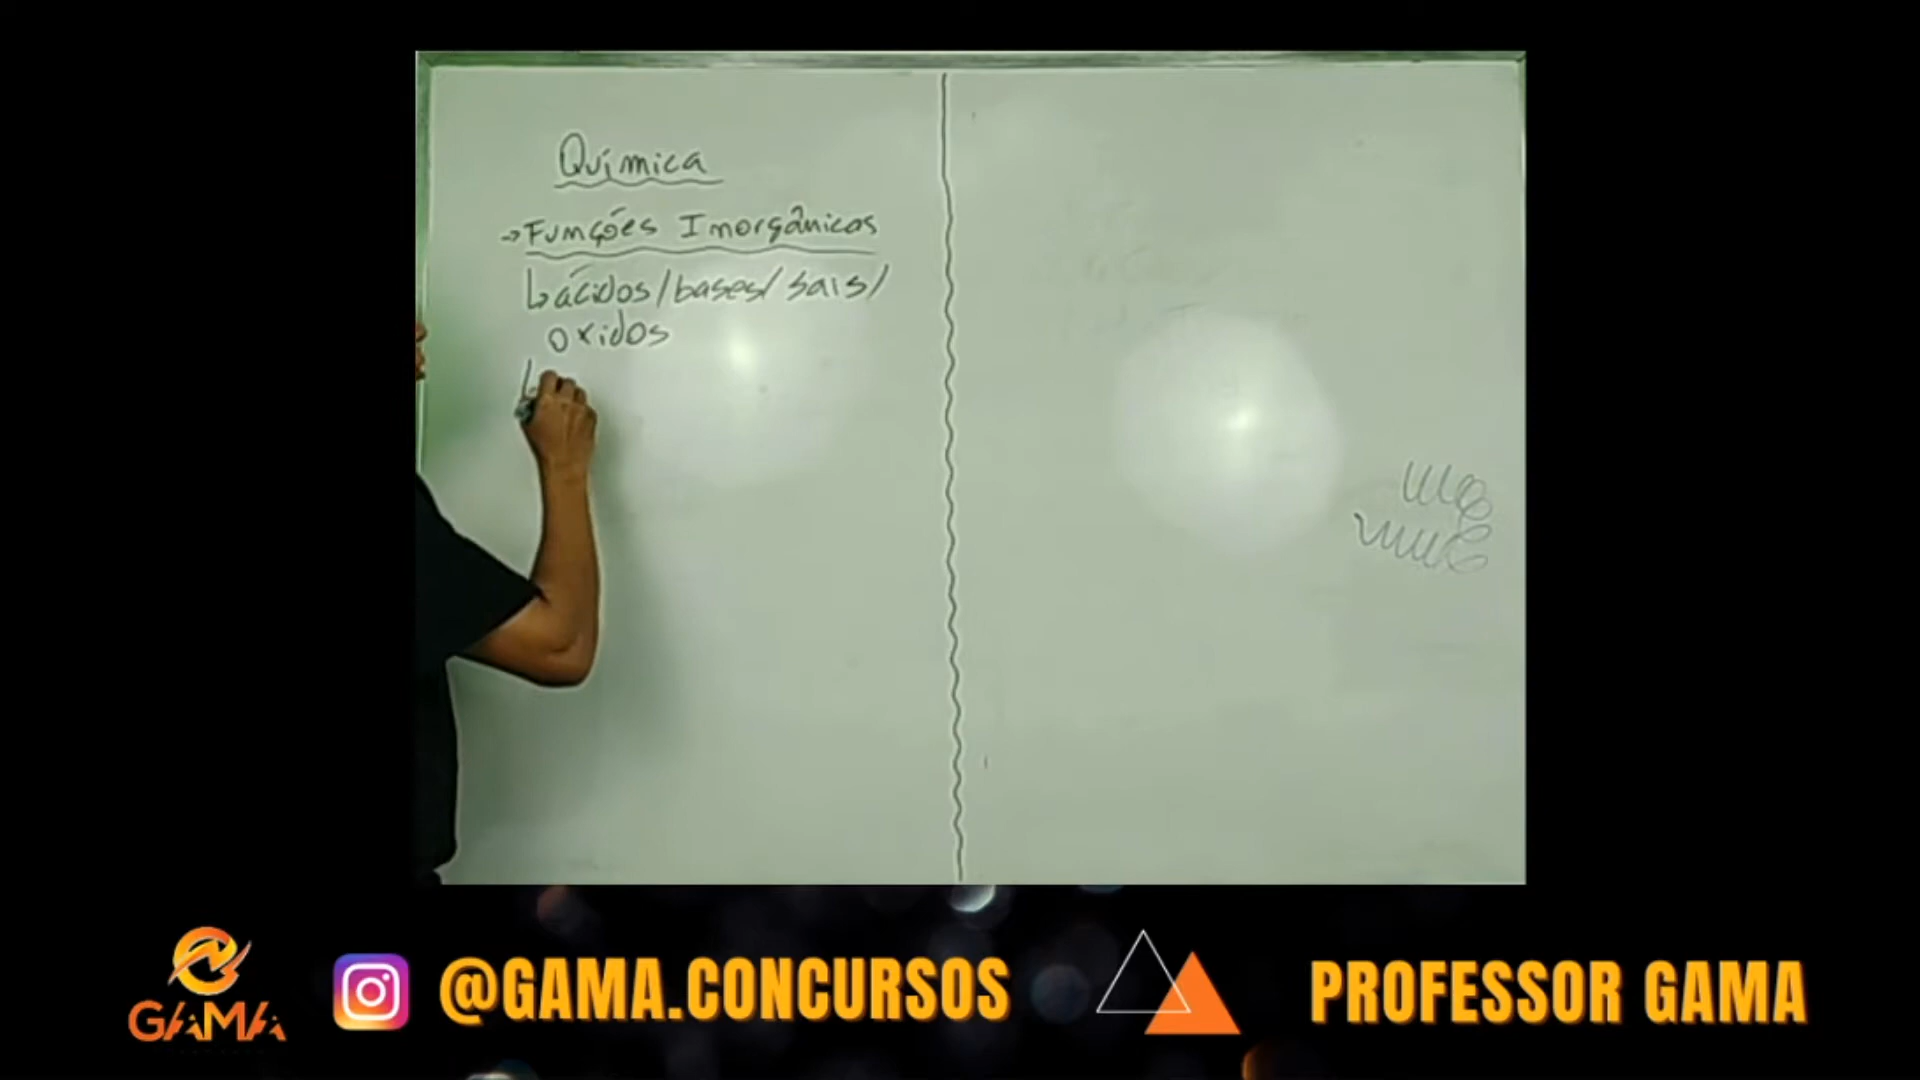 Química
→ Funções Inorgânicas
↳ ácidos/bases/sais/
oxidos
GAMA
@GAMA.CONCURSOS
PROFESSOR GAMA